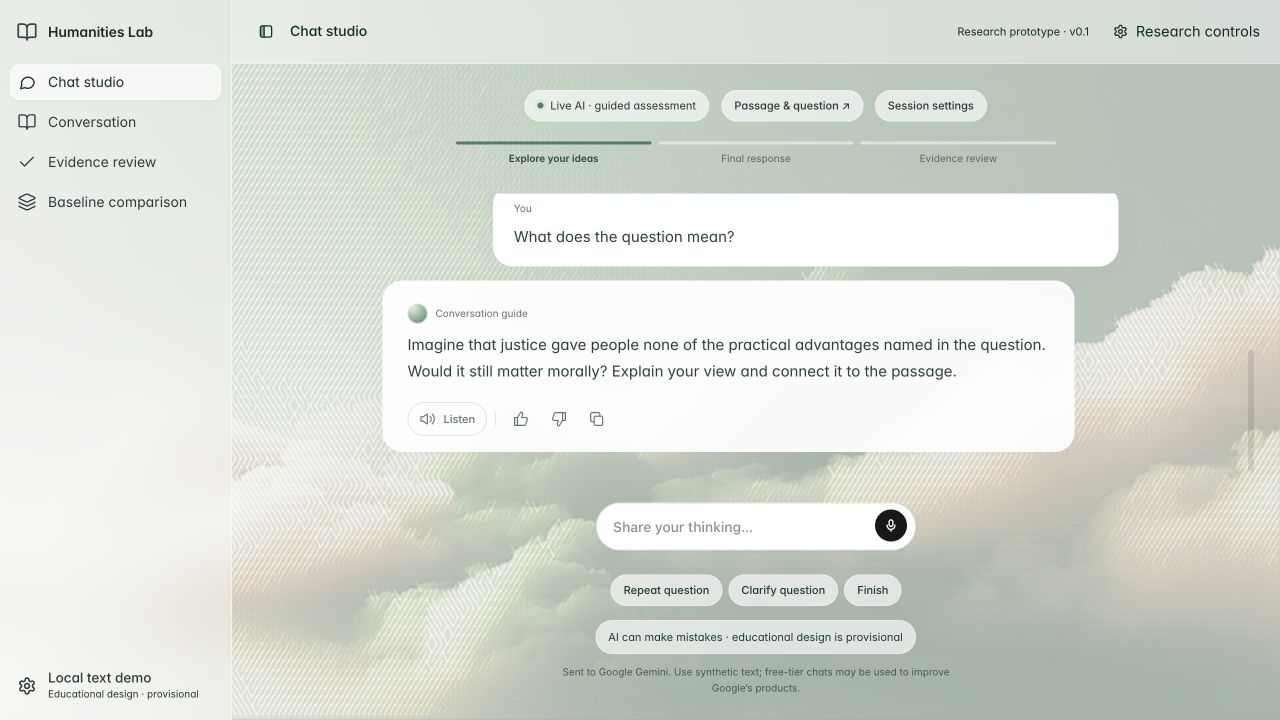 Humanities Lab
Chat studio
Conversation
Evidence review
Baseline comparison
Local text demo
Educational design · provisional
Chat studio
Research prototype · v0.1
Research controls
Live AI · guided assessment
Passage & question ↗
Session settings
Explore your ideas
Final response
Evidence review
You
What does the question mean?
Conversation guide
Imagine that justice gave people none of the practical advantages named in the question.
Would it still matter morally? Explain your view and connect it to the passage.
Listen
Share your thinking...
Repeat question
Clarify question
Finish
AI can make mistakes · educational design is provisional
Sent to Google Gemini. Use synthetic text; free-tier chats may be used to improve
Google's products.